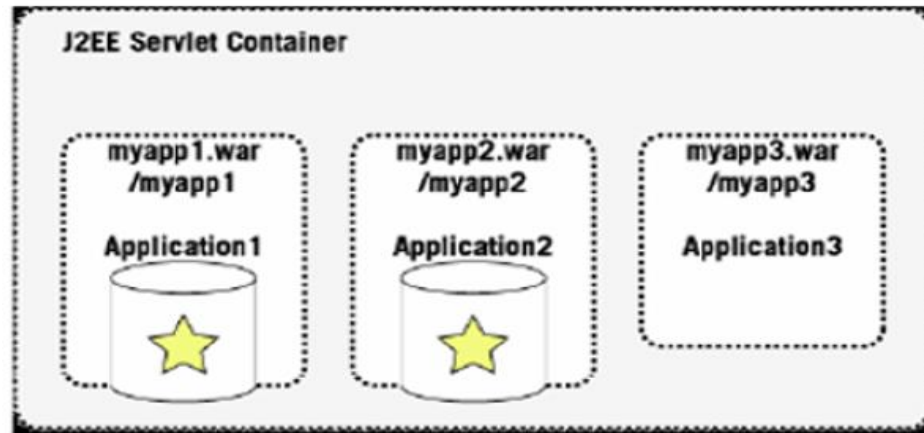 J2EE Servlet Container
myapp1.war
/myapp1
Application1
myapp2.war
/myapp2
Application2
myapp3.war
/myapp3
Application3